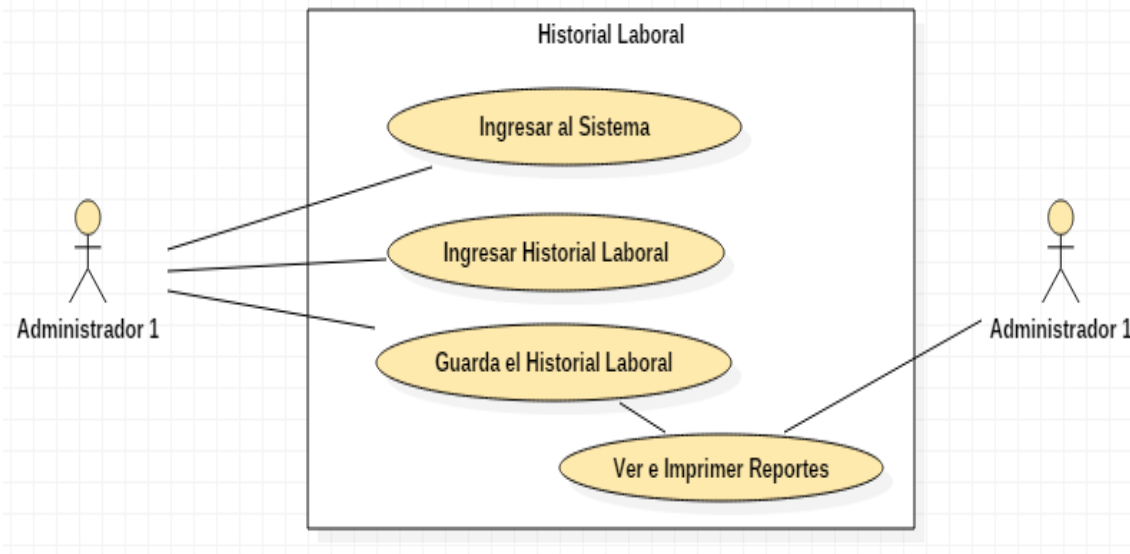 Historial Laboral
Ingresar al Sistema
Ingresar Historial Laboral
Administrador 1
Administrador 1
Guarda el Historial Laboral
Ver e Imprimer Reportes